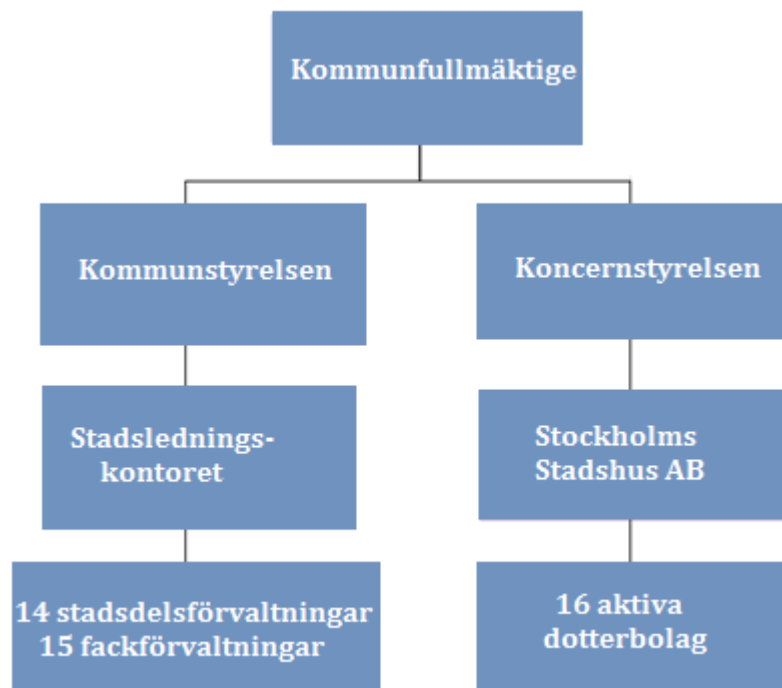 Kommunfullmäktige
Kommunstyrelsen
Koncernstyrelsen
Stadslednings-
kontoret
Stockholms
Stadshus AB
14 stadsdelsförvaltningar
15 fackförvaltningar
16 aktiva
dotterbolag